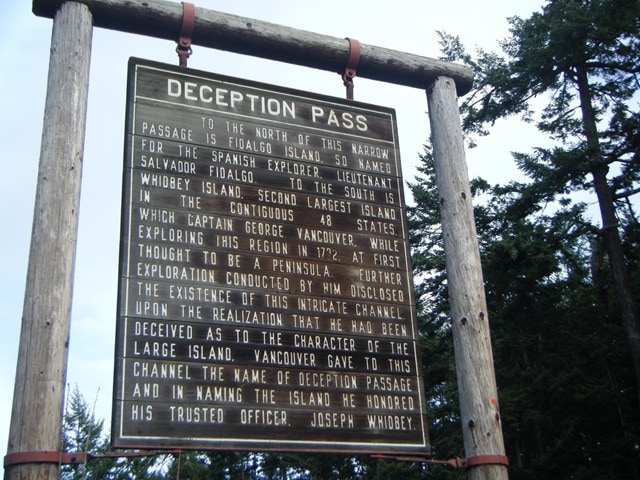 DECEPTION PASS
TO THE NORTH OF THIS NARROW
PASSAGE IS FIDALGO ISLAND, SO NAMED
FOR THE SPANISH EXPLORER, LIEUTENANT
SALVADOR FIDALGO. TO THE SOUTH IS
WHIDBEY ISLAND, SECOND LARGEST ISLAND
IN THE CONTIGUOUS 48 STATES,
WHICH CAPTAIN GEORGE VANCOUVER, WHILE
EXPLORING THIS REGION IN 1792, AT FIRST
THOUGHT TO BE A PENINSULA. FURTHER
EXPLORATION CONDUCTED BY HIM DISCLOSED
THE EXISTENCE OF THIS INTRICATE CHANNEL.
UPON THE REALIZATION THAT HE HAD BEEN
DECEIVED AS TO THE CHARACTER OF THE
LARGE ISLAND, VANCOUVER GAVE TO THIS
CHANNEL THE NAME OF DECEPTION PASSAGE
AND IN NAMING THE ISLAND HE HONORED
HIS TRUSTED OFFICER, JOSEPH WHIDBEY.